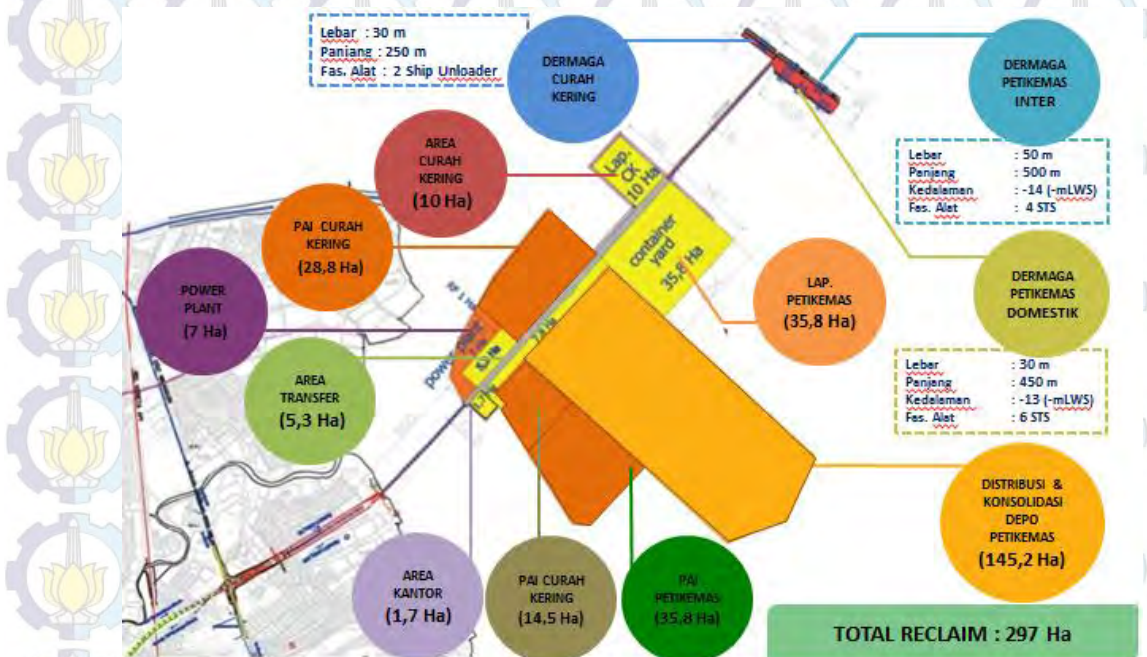 Lebar : 30 m
Panjang : 250 m
Fas. Alat : 2 Ship Unloader
DERMAGA
CURAH
KERING
DERMAGA
PETIKEMAS
INTER
AREA
CURAH
KERING
(10 Ha)
Lap.
CK
10 Ha
Lebar : 50 m
Panjang : 500 m
Kedalaman : -14 (-mLWS)
Fas. Alat : 4 STS
PAI CURAH
KERING
(28,8 Ha)
container
yard
35,8 Ha
POWER
PLANT
(7 Ha)
LAP.
PETIKEMAS
(35,8 Ha)
DERMAGA
PETIKEMAS
DOMESTIK
power plant
AREA
TRANSFER
(5,3 Ha)
Lebar : 30 m
Panjang : 450 m
Kedalaman : -13 (-mLWS)
Fas. Alat : 6 STS
DISTRIBUSI &
KONSOLIDASI
DEPO
PETIKEMAS
(145,2 Ha)
AREA
KANTOR
(1,7 Ha)
PAI CURAH
KERING
(14,5 Ha)
PAI
PETIKEMAS
(35,8 Ha)
TOTAL RECLAIM : 297 Ha